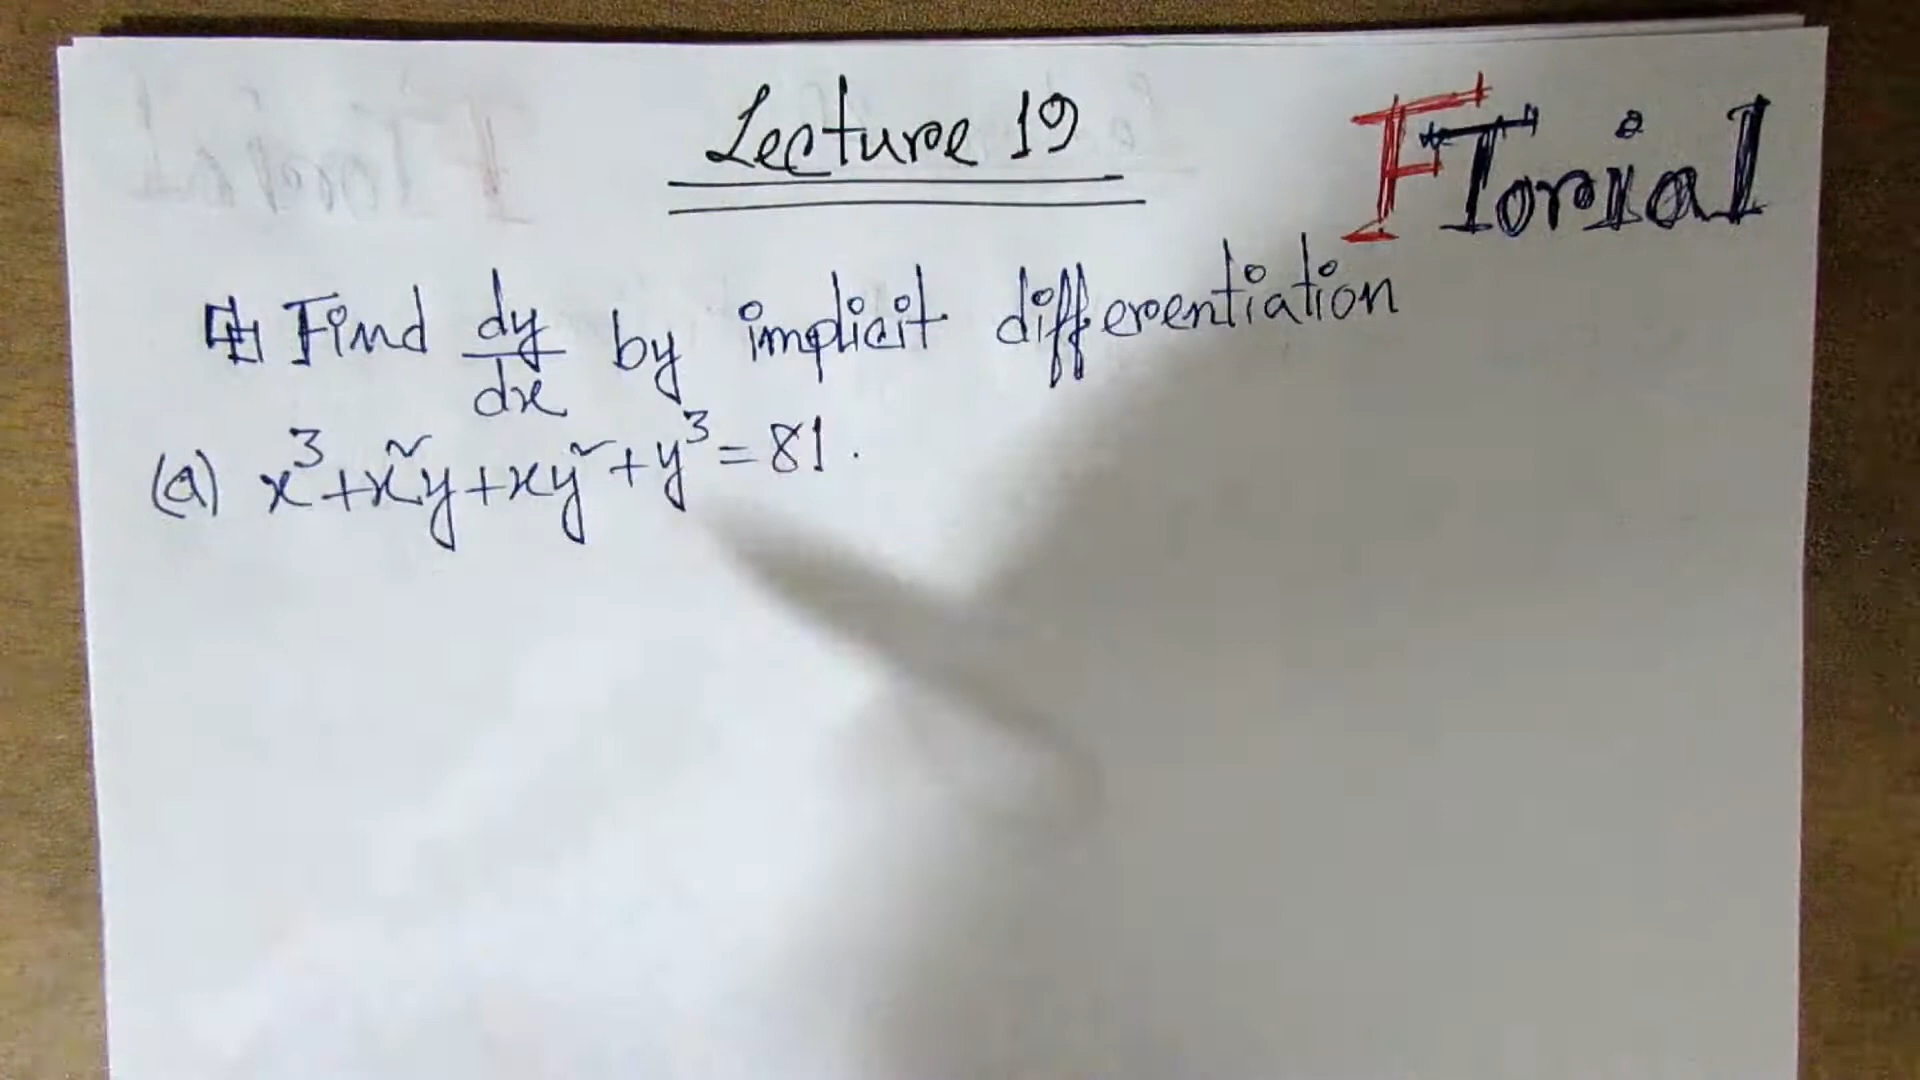 Lecture 19
FTorial
Find dy/dx by implicit differentiation
(a) x³+x²y+xy²+y³=81.